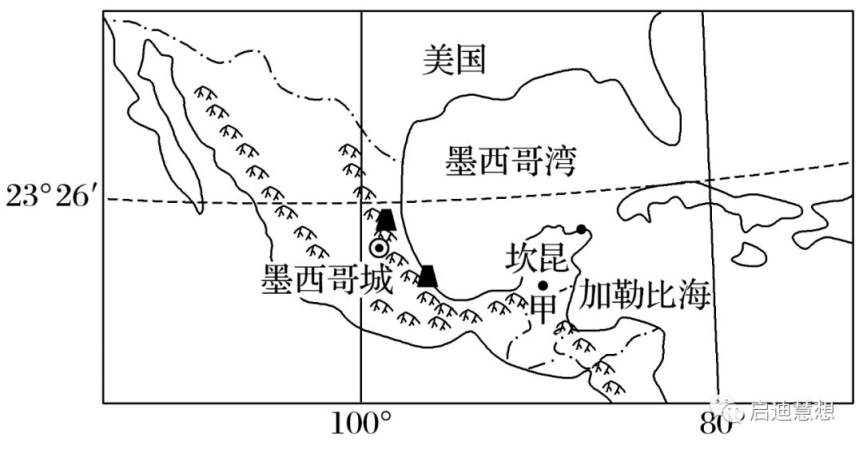 美国
墨西哥湾
23°26′
坎昆
墨西哥城
加勒比海
甲
100°
80°
启迪慧想